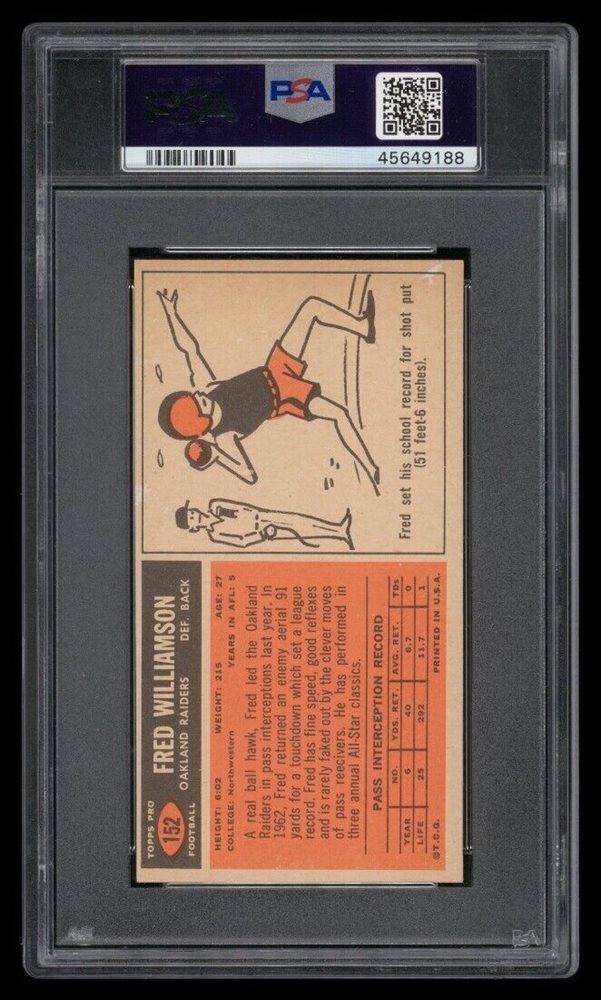 PSA
45649188
TOPPS PRO
152
FOOTBALL
FRED WILLIAMSON
OAKLAND RAIDERS DEF. BACK
HEIGHT: 6:02 WEIGHT: 215 AGE: 27
COLLEGE: Northwestern YEARS IN AFL: 5
A real ball hawk, Fred led the Oakland
Raiders in pass interceptions last year. In
1962, Fred returned an enemy aerial 91
yards for a touchdown which set a league
record. Fred has fine speed, good reflexes
and is rarely faked out by the clever moves
of pass reecivers. He has performed in
three annual All-Star classics.
PASS INTERCEPTION RECORD
NO. YDS. RET. AVG. RET. TDs
YEAR 6 40 6.7 0
LIFE 25 292 11.7 1
©T.C.G. PRINTED IN U.S.A.
Fred set his school record for shot put
(51 feet-6 inches).
PSA